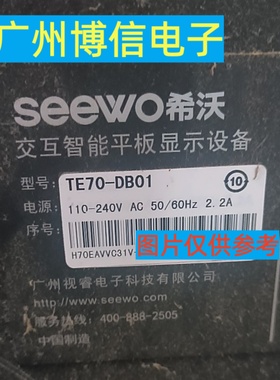 广州博信电子
seewo希沃
图片仅供参考
交互智能平板显示设备
型号: TE70-DB01
10
电源: 110-240V AC 50/60Hz 2.2A
序号:
H70EAVVC31V
广州视睿电子科技有限公司
http://www.seewo.com
服务热线: 400-888-2505
中国制造